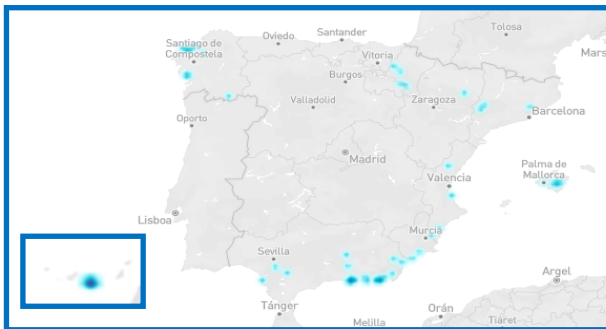 Tolosa
Oviedo
Santander
Santiago de
Compostela
Vitoria
Mars
Burgos
Valladolid
Zaragoza
Barcelona
Oporto
Madrid
Palma de
Mallorca
Valencia
Lisboa
Murcia
Sevilla
Argel
Tánger
Orán
Melilla
Tiaret